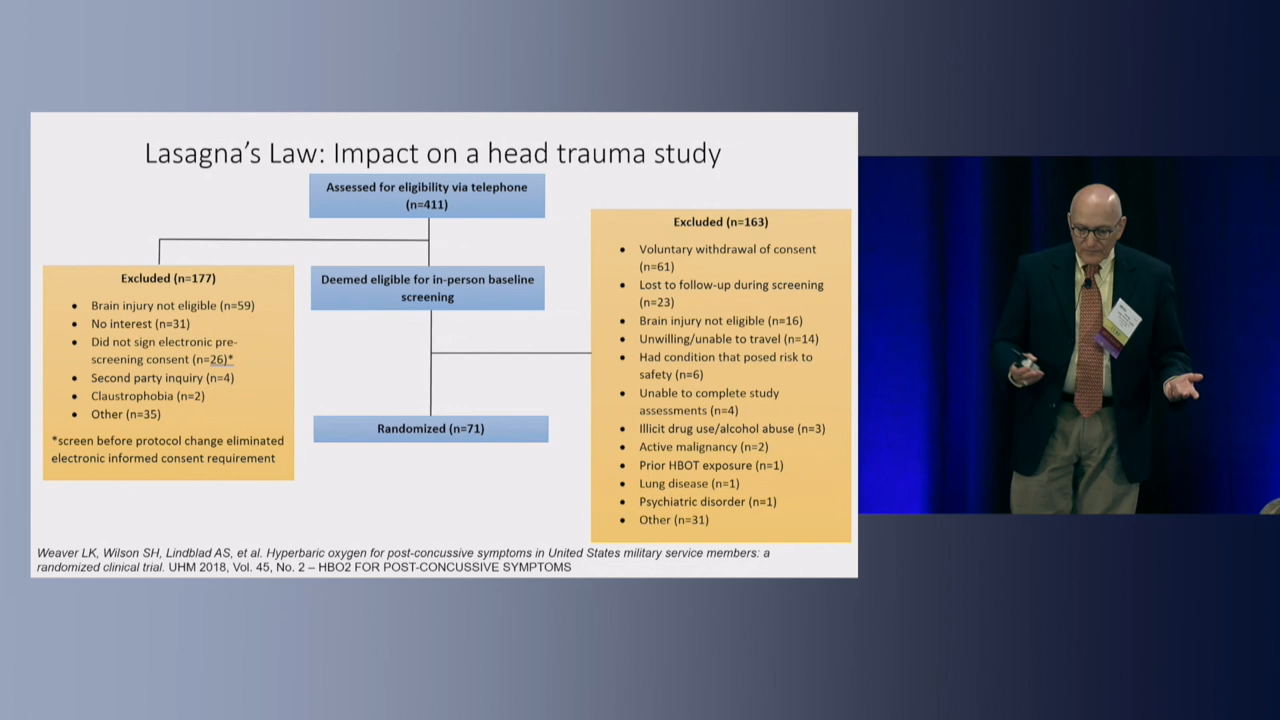 Lasagna's Law: Impact on a head trauma study
Assessed for eligibility via telephone
(n=411)
Excluded (n=177)
• Brain injury not eligible (n=59)
• No interest (n=31)
• Did not sign electronic pre-
screening consent (n=26)*
• Second party inquiry (n=4)
• Claustrophobia (n=2)
• Other (n=35)
*screen before protocol change eliminated
electronic informed consent requirement
Deemed eligible for in-person baseline
screening
Excluded (n=163)
• Voluntary withdrawal of consent
(n=61)
• Lost to follow-up during screening
(n=23)
• Brain injury not eligible (n=16)
• Unwilling/unable to travel (n=14)
• Had condition that posed risk to
safety (n=6)
• Unable to complete study
assessments (n=4)
• Illicit drug use/alcohol abuse (n=3)
• Active malignancy (n=2)
• Prior HBOT exposure (n=1)
• Lung disease (n=1)
• Psychiatric disorder (n=1)
• Other (n=31)
Randomized (n=71)
Weaver LK, Wilson SH, Lindblad AS, et al. Hyperbaric oxygen for post-concussive symptoms in United States military service members: a
randomized clinical trial. UHM 2018, Vol. 45, No. 2 – HBO2 FOR POST-CONCUSSIVE SYMPTOMS